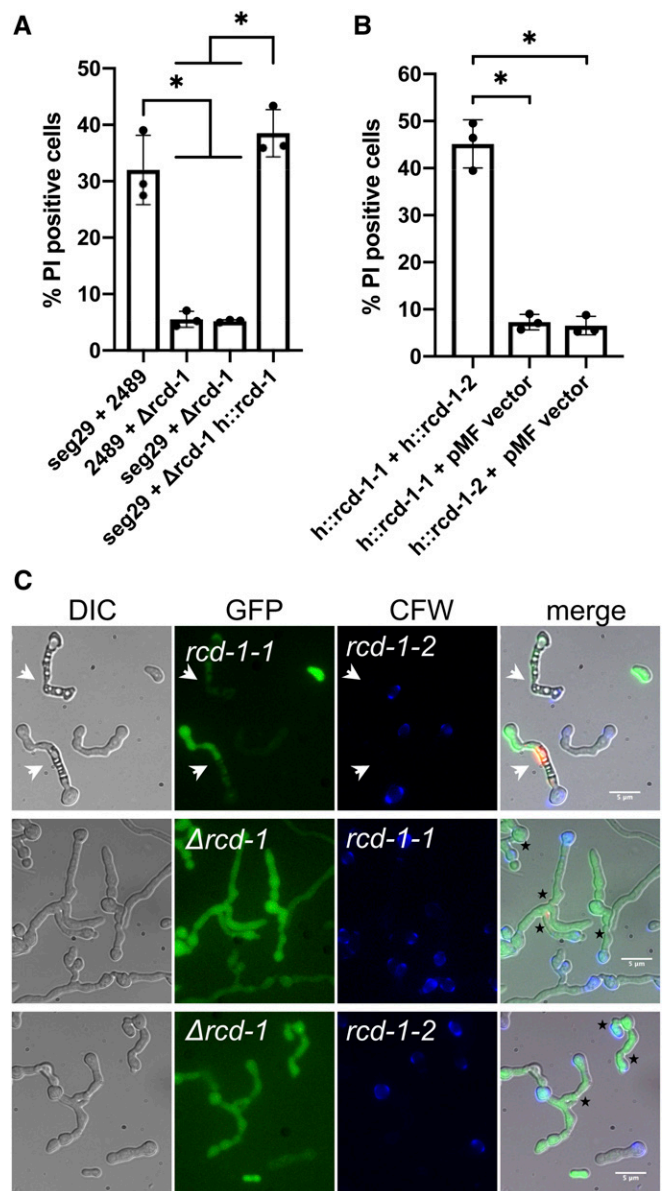 A
*
*
% PI positive cells
50
40
30
20
10
0
seg29 + 2489
2489 + Δrcd-1
seg29 + Δrcd-1
seg29 + Δrcd-1 h::rcd-1
B
*
*
% PI positive cells
60
50
40
30
20
10
0
h::rcd-1-1 + h::rcd-1-2
h::rcd-1-1 + pMF vector
h::rcd-1-2 + pMF vector
C
DIC GFP CFW merge
rcd-1-1 rcd-1-2
5 µm
Δrcd-1 rcd-1-1
5 µm
Δrcd-1 rcd-1-2
5 µm